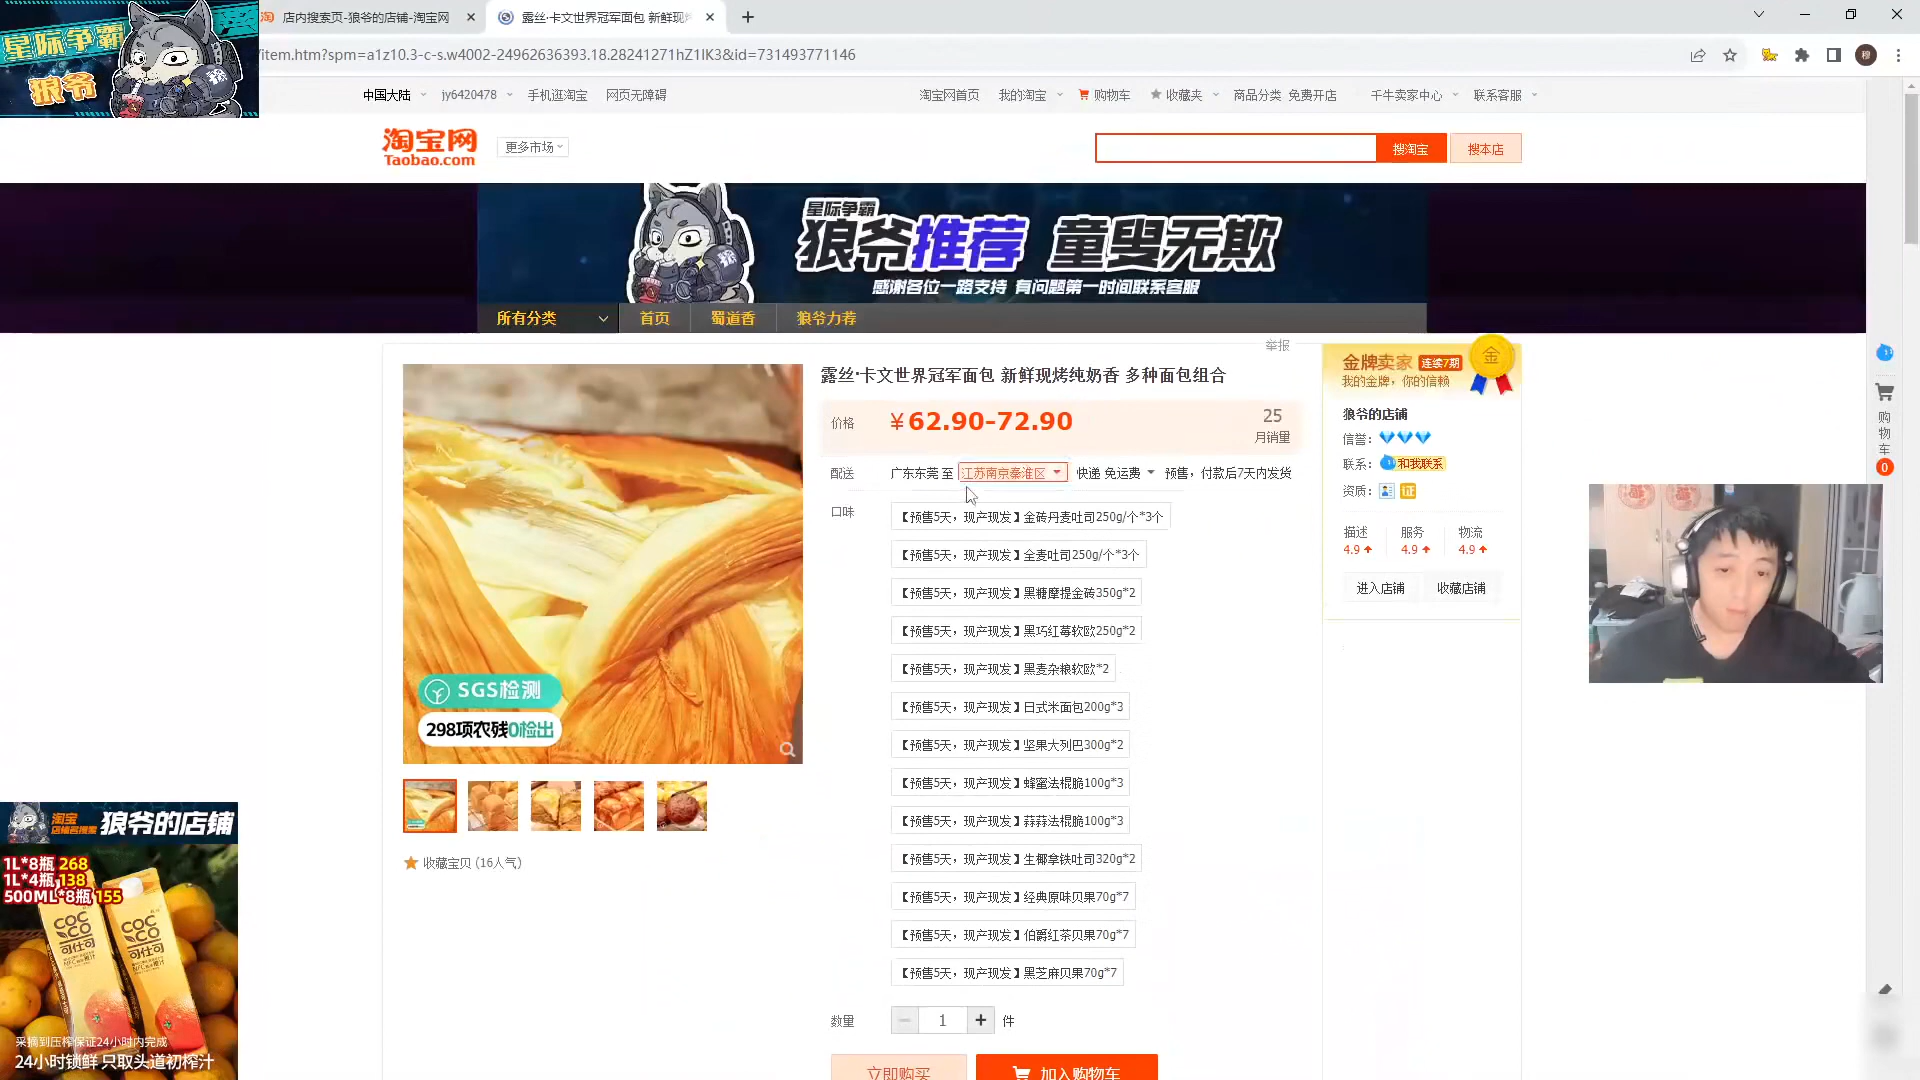 星际争霸
狼爷
店内搜索页-狼爷的店铺-淘宝网
露丝·卡文世界冠军面包 新鲜现烤
/item.htm?spm=a1z10.3-c-s.w4002-24962636393.18.28241271hZ1IK3&id=731493771146
中国大陆
jy6420478
手机逛淘宝
网页无障碍
淘宝网首页
我的淘宝
购物车
收藏夹
商品分类
免费开店
千牛卖家中心
联系客服
淘宝网
Taobao.com
更多市场
搜淘宝
搜本店
星际争霸
狼爷推荐 童叟无欺
感谢各位一路支持 有问题第一时间联系客服
所有分类
首页
蜀道香
狼爷力荐
举报
露丝·卡文世界冠军面包 新鲜现烤纯奶香 多种面包组合
价格
¥62.90-72.90
25
月销量
配送
广东东莞 至 江苏南京秦淮区 快递 免运费 预售，付款后7天内发货
口味
【预售5天，现产现发】金砖丹麦吐司250g/个*3个
【预售5天，现产现发】全麦吐司250g/个*3个
【预售5天，现产现发】黑糖摩提金砖350g*2
【预售5天，现产现发】黑巧红莓软欧250g*2
【预售5天，现产现发】黑麦杂粮软欧*2
【预售5天，现产现发】日式米面包200g*3
【预售5天，现产现发】坚果大列巴300g*2
【预售5天，现产现发】蜂蜜法棍脆100g*3
【预售5天，现产现发】蒜蒜法棍脆100g*3
【预售5天，现产现发】生椰拿铁吐司320g*2
【预售5天，现产现发】经典原味贝果70g*7
【预售5天，现产现发】伯爵红茶贝果70g*7
【预售5天，现产现发】黑芝麻贝果70g*7
数量
1
件
立即购买
加入购物车
SGS检测
298项农残0检出
收藏宝贝 (16人气)
金牌卖家 连续7期
金
我的金牌，你的信赖
狼爷的店铺
信誉：
联系： 和我联系
资质： 证
描述 服务 物流
4.9 4.9 4.9
进入店铺
收藏店铺
购物车
0
淘宝
狼爷的店铺
1L*8瓶 268
1L*4瓶 138
500ML*8瓶 155
COC
CO
可仕可
COC
CO
可仕可
采摘到压榨保证24小时内完成
24小时锁鲜 只取头道初榨汁